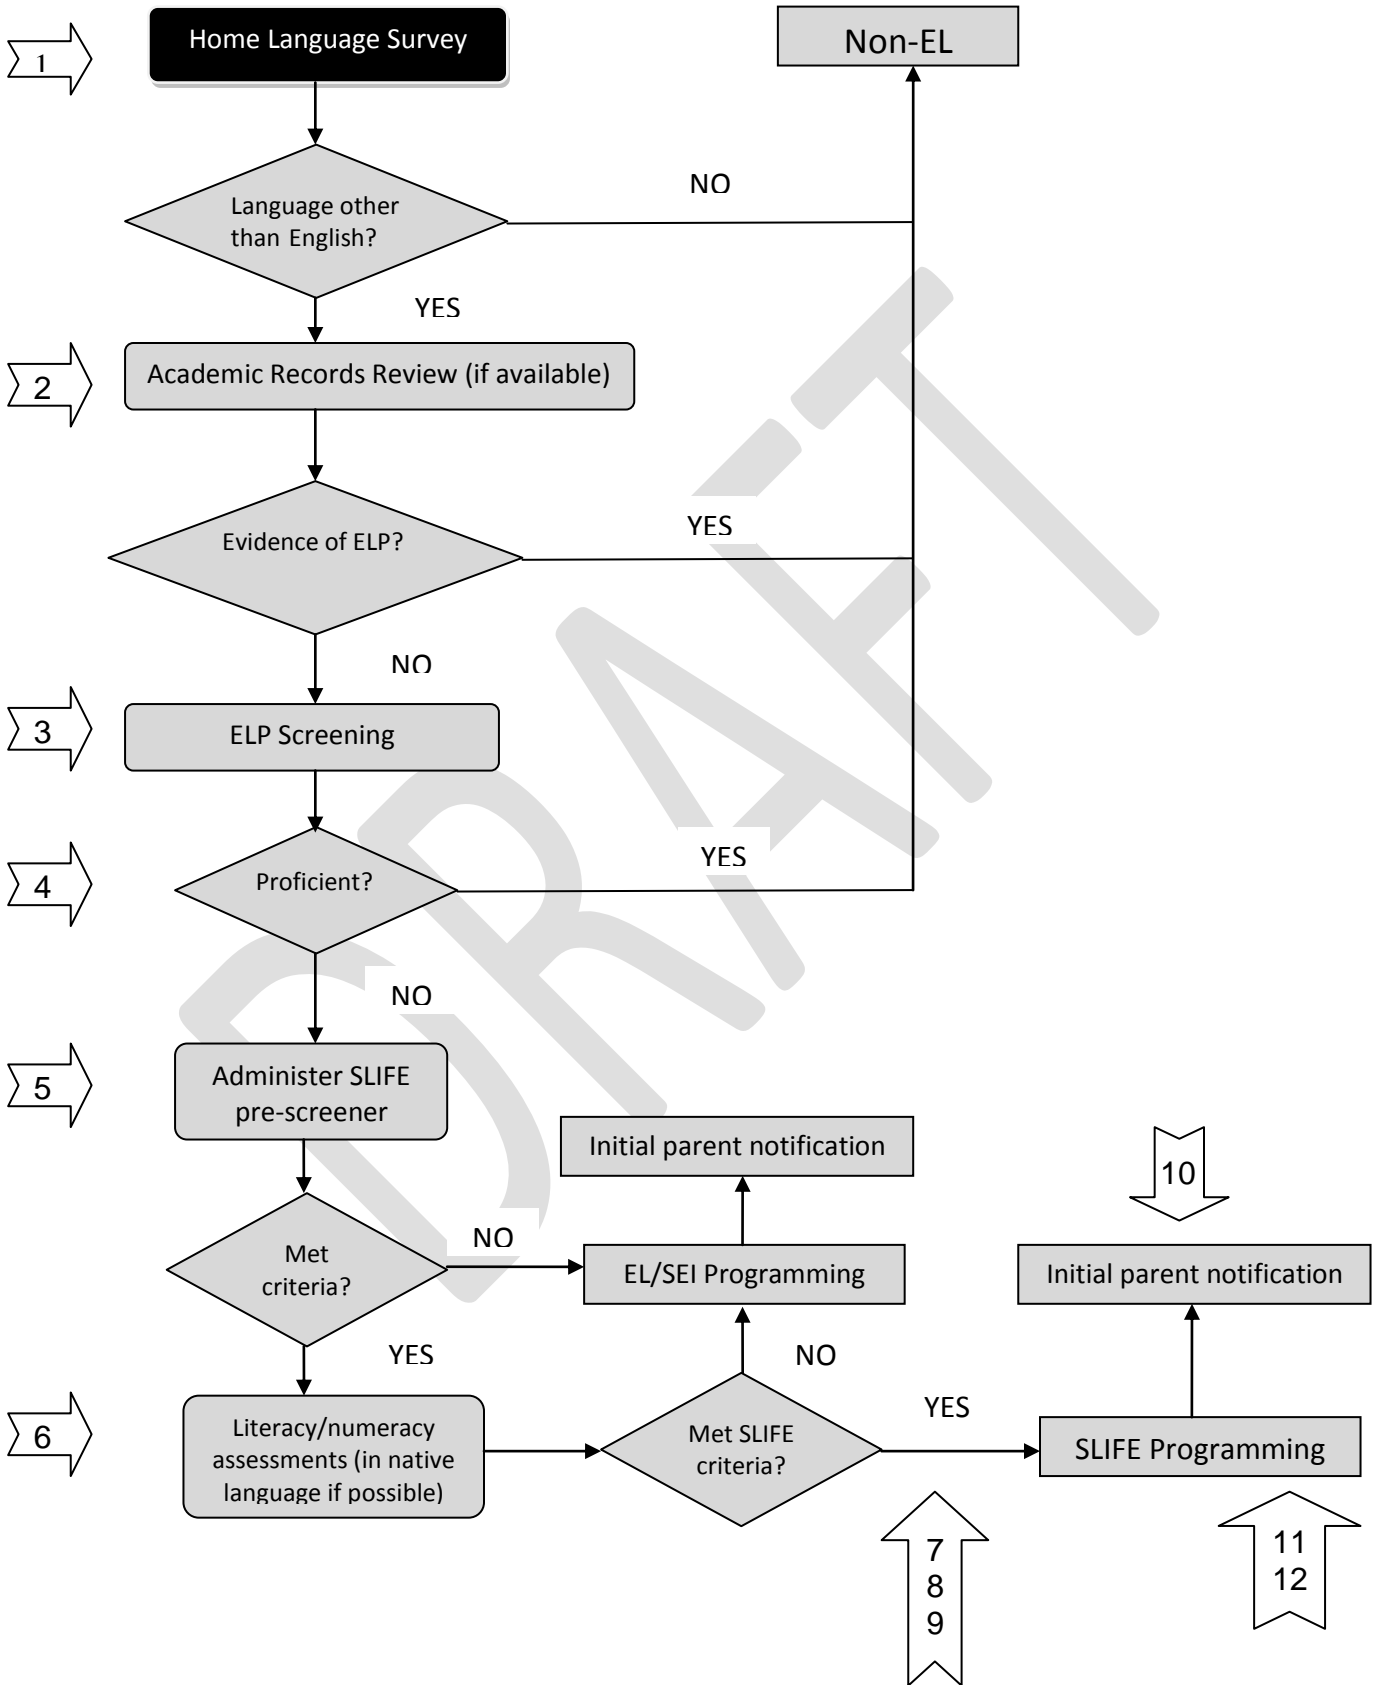 1
Home Language Survey
Non-EL
Language other
than English?
NO
YES
2
Academic Records Review (if available)
Evidence of ELP?
YES
NO
3
ELP Screening
4
Proficient?
YES
NO
5
Administer SLIFE
pre-screener
Initial parent notification
10
Met
criteria?
NO
EL/SEI Programming
Initial parent notification
YES
NO
6
Literacy/numeracy
assessments (in native
language if possible)
Met SLIFE
criteria?
YES
SLIFE Programming
7
8
9
11
12
DRAFT